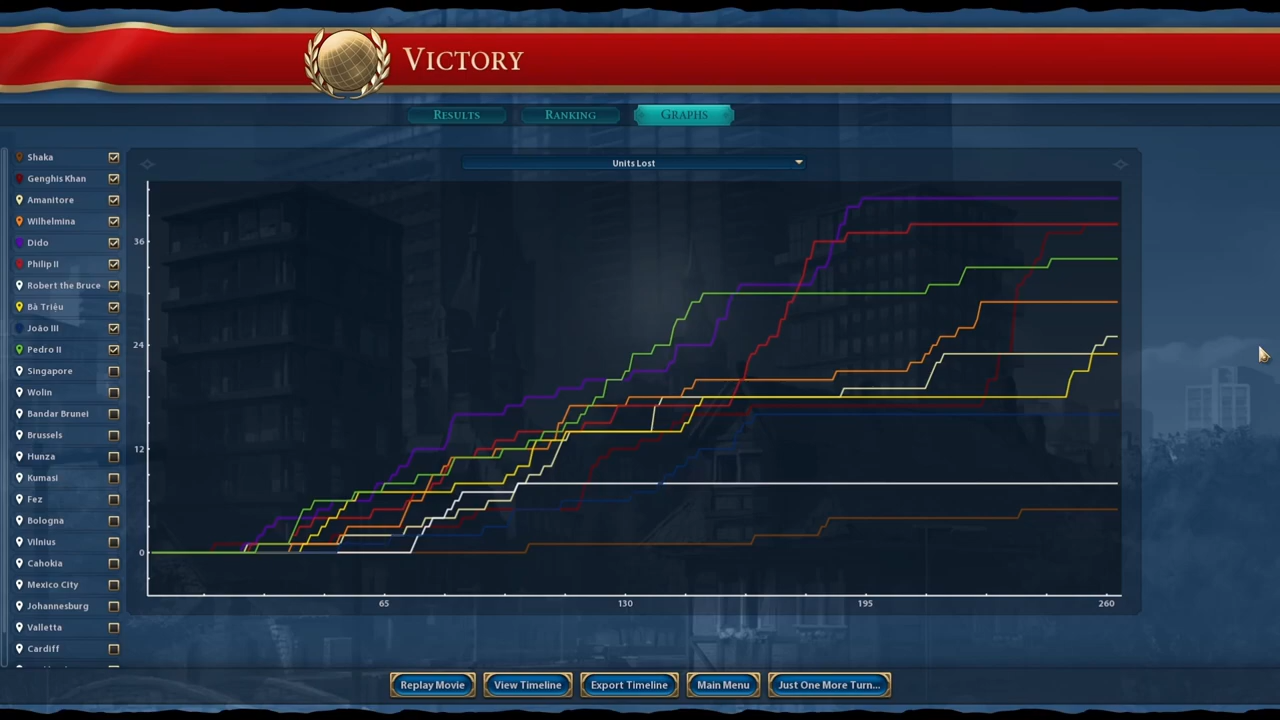 VICTORY
RESULTS
RANKING
GRAPHS
Units Lost
Shaka
Genghis Khan
Amanitore
Wilhelmina
Dido
Philip II
Robert the Bruce
Bà Triệu
João III
Pedro II
Singapore
Wolin
Bandar Brunei
Brussels
Hunza
Kumasi
Fez
Bologna
Vilnius
Cahokia
Mexico City
Johannesburg
Valletta
Cardiff
36
24
12
0
65
130
195
260
Replay Movie
View Timeline
Export Timeline
Main Menu
Just One More Turn...